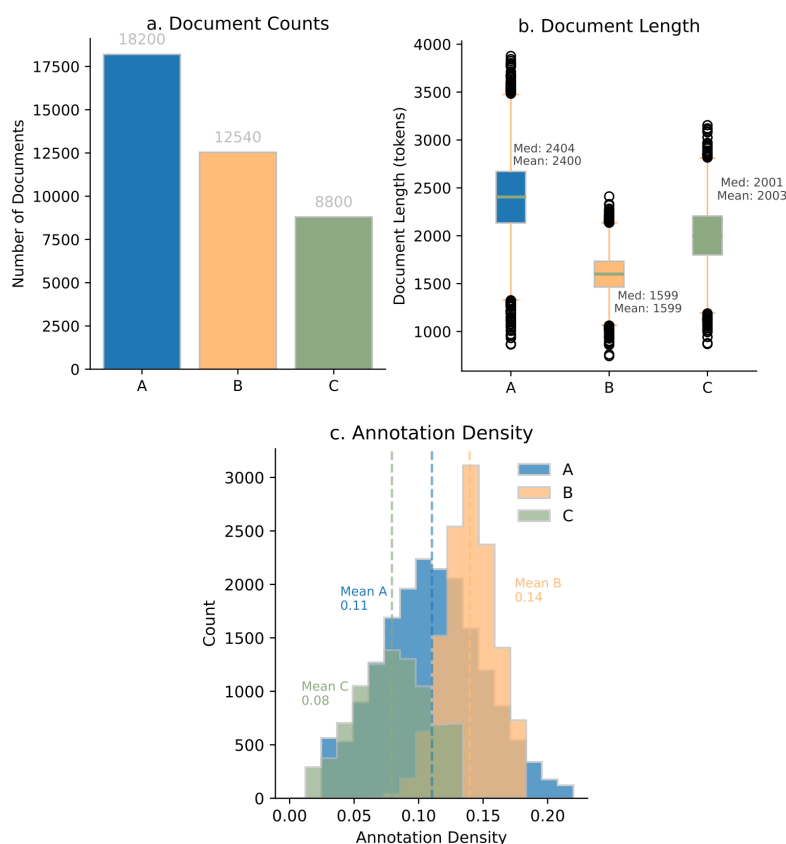 a. Document Counts
18200
12540
8800
17500
15000
12500
10000
7500
5000
2500
0
Number of Documents
A
B
C
b. Document Length
4000
3500
3000
2500
2000
1500
1000
Document Length (tokens)
Med: 2404
Mean: 2400
Med: 1599
Mean: 1599
Med: 2001
Mean: 2003
A
B
C
c. Annotation Density
3000
2500
2000
1500
1000
500
0
Count
Mean A
0.11
Mean B
0.14
Mean C
0.08
A
B
C
0.00
0.05
0.10
0.15
0.20
Annotation Density